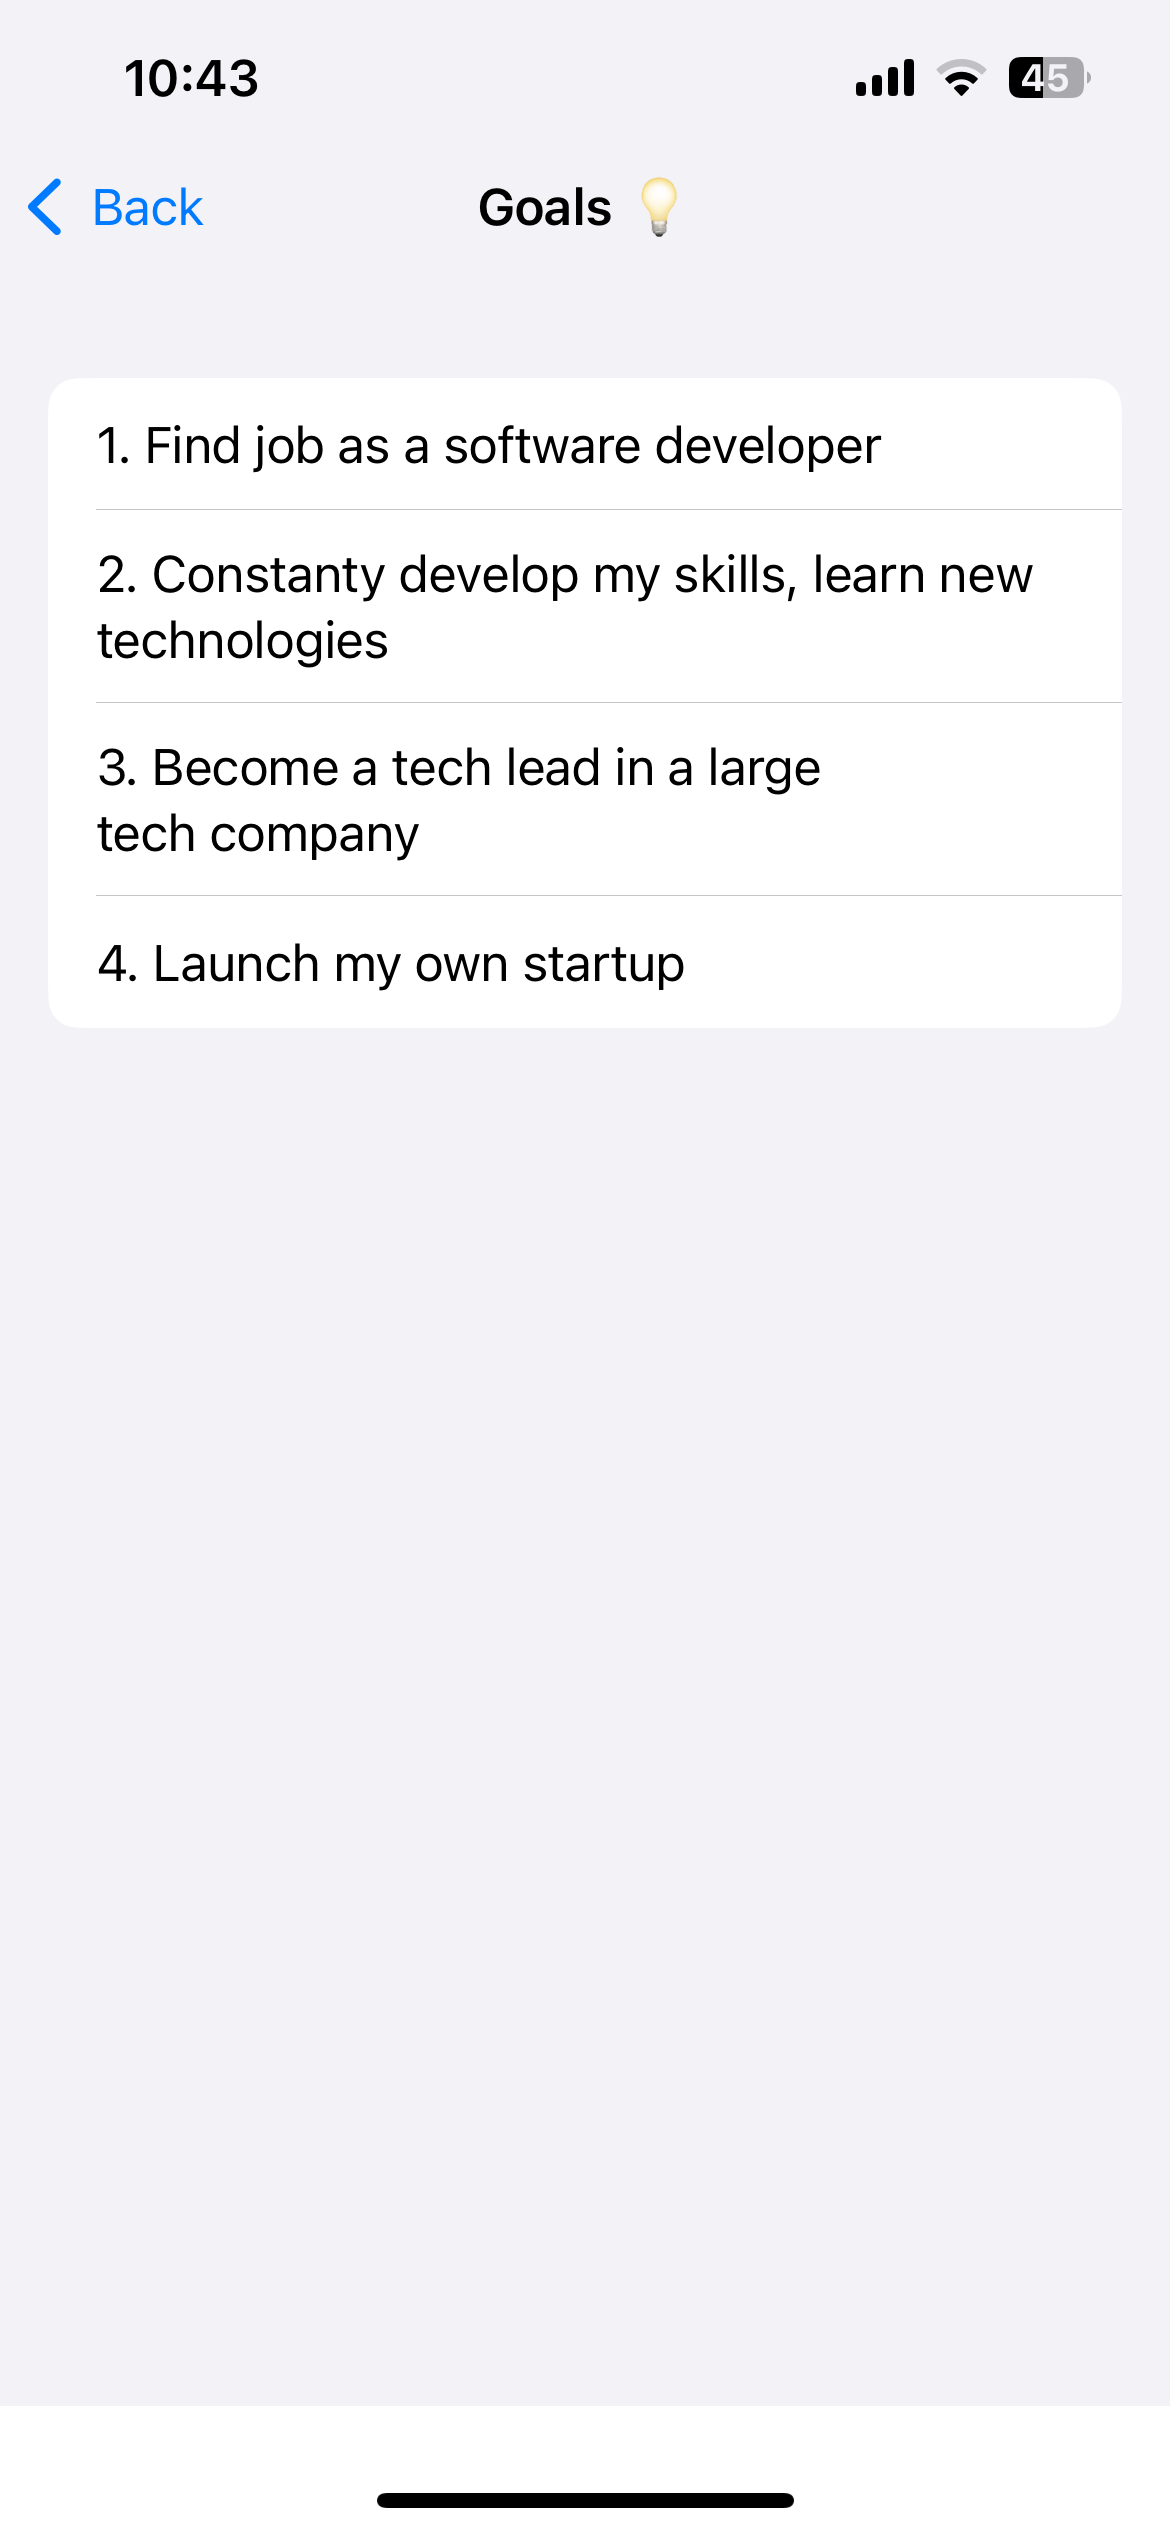 10:43
45
Back
Goals 💡
1. Find job as a software developer
2. Constanty develop my skills, learn new
technologies
3. Become a tech lead in a large
tech company
4. Launch my own startup